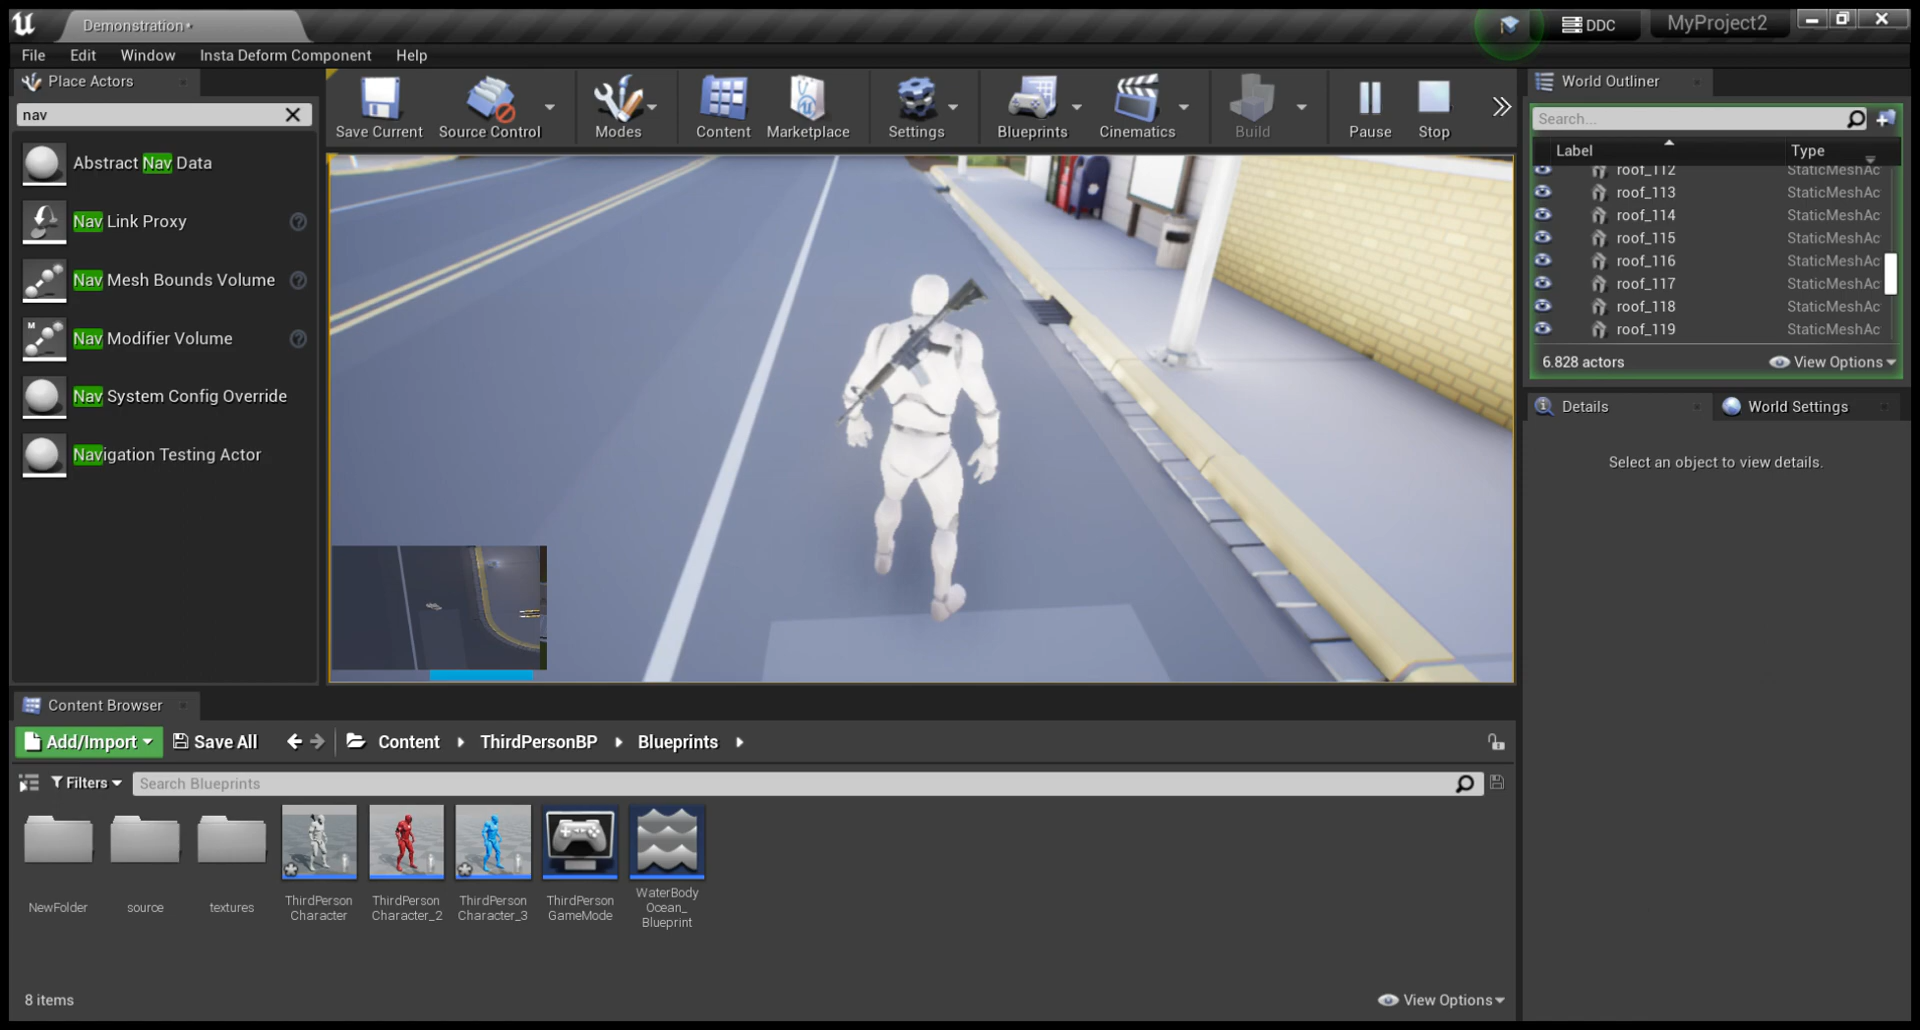 Demonstration*
DDC
MyProject2
File Edit Window Insta Deform Component Help
Place Actors
nav
Abstract Nav Data
Nav Link Proxy
Nav Mesh Bounds Volume
M
Nav Modifier Volume
Nav System Config Override
Navigation Testing Actor
Save Current
Source Control
Modes
Content
Marketplace
Settings
Blueprints
Cinematics
Build
Pause
Stop
World Outliner
Search...
Label Type
roof_112 StaticMeshAc
roof_113 StaticMeshAc
roof_114 StaticMeshAc
roof_115 StaticMeshAc
roof_116 StaticMeshAc
roof_117 StaticMeshAc
roof_118 StaticMeshAc
roof_119 StaticMeshAc
6.828 actors View Options
Details
World Settings
Select an object to view details.
Content Browser
Add/Import Save All Content ThirdPersonBP Blueprints
Filters Search Blueprints
NewFolder
source
textures
ThirdPerson
Character
ThirdPerson
Character_2
ThirdPerson
Character_3
ThirdPerson
GameMode
WaterBody
Ocean_
Blueprint
8 items View Options